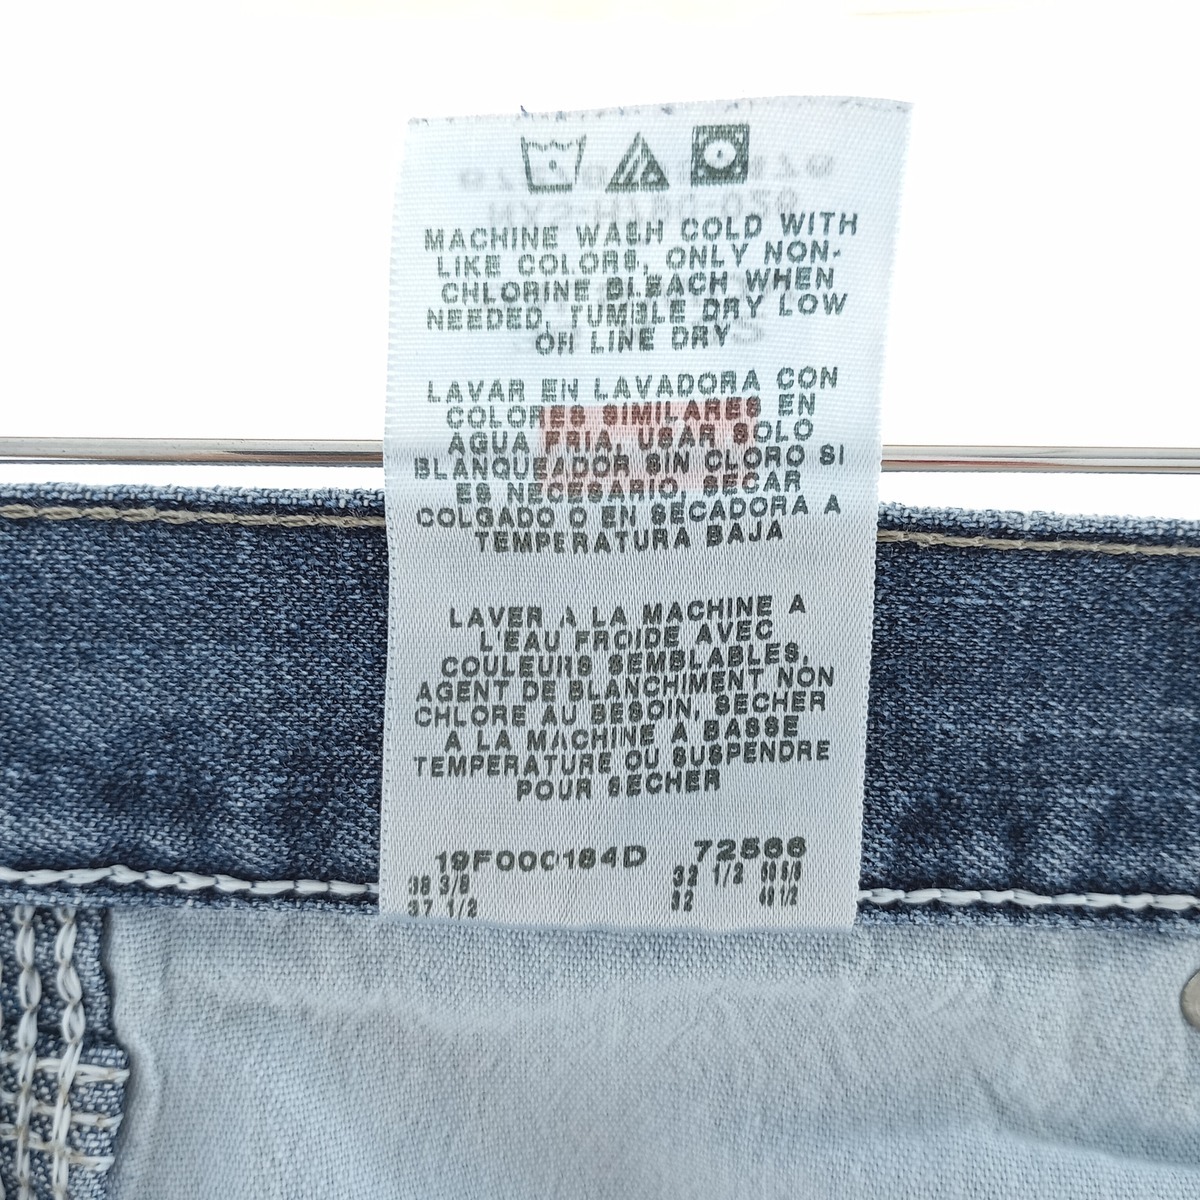 MACHINE WASH COLD WITH
LIKE COLORS, ONLY NON-
CHLORINE BLEACH WHEN
NEEDED, TUMBLE DRY LOW
OR LINE DRY
LAVAR EN LAVADORA CON
COLORES SIMILARES EN
AGUA FRIA, USAR SOLO
BLANQUEADOR SIN CLORO SI
ES NECESARIO, SECAR
COLGADO O EN SECADORA A
TEMPERATURA BAJA
LAVER A LA MACHINE A
L'EAU FROIDE AVEC
COULEURS SEMBLABLES,
AGENT DE BLANCHIMENT NON
CHLORE AU BESOIN, SECHER
A LA MACHINE A BASSE
TEMPERATURE OU SUSPENDRE
POUR SECHER
19F000184D 72566
38 3/8 32 1/2
37 1/2 32 49 1/2